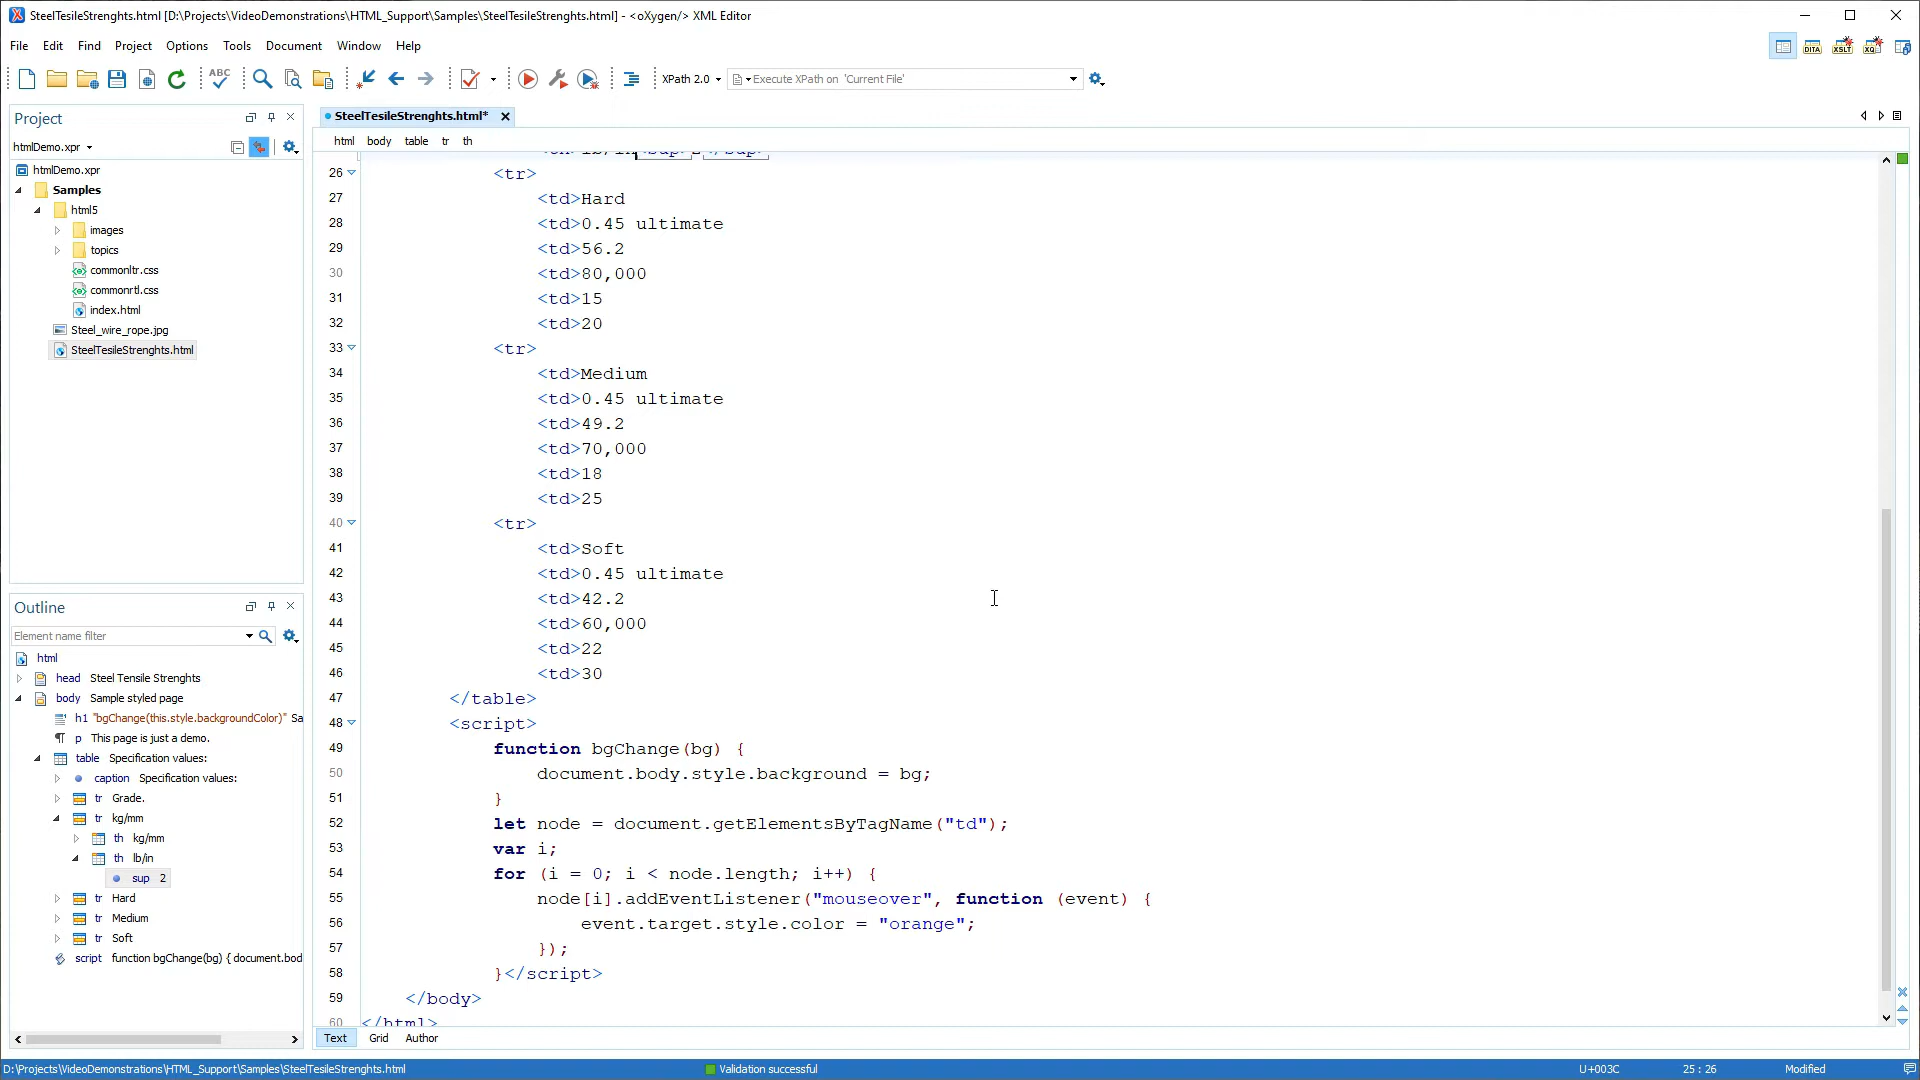 SteelTesileStrenghts.html [D:\Projects\VideoDemonstrations\HTML_Support\Samples\SteelTesileStrenghts.html] - <oXygen/> XML Editor
File Edit Find Project Options Tools Document Window Help
ABC
XPath 2.0
Execute XPath on 'Current File'
DITA
XSLT
XQ
Project
htmlDemo.xpr
htmlDemo.xpr
Samples
html5
images
topics
commonltr.css
commonrtl.css
index.html
Steel_wire_rope.jpg
SteelTesileStrenghts.html
Outline
Element name filter
html
head Steel Tensile Strenghts
body Sample styled page
h1 "bgChange(this.style.backgroundColor)" Sa
p This page is just a demo.
table Specification values:
caption Specification values:
tr Grade.
tr kg/mm
th kg/mm
th lb/in
sup 2
tr Hard
tr Medium
tr Soft
script function bgChange(bg) { document.bod
SteelTesileStrenghts.html*
html body table tr th
26 <tr>
27 <td>Hard
28 <td>0.45 ultimate
29 <td>56.2
30 <td>80,000
31 <td>15
32 <td>20
33 <tr>
34 <td>Medium
35 <td>0.45 ultimate
36 <td>49.2
37 <td>70,000
38 <td>18
39 <td>25
40 <tr>
41 <td>Soft
42 <td>0.45 ultimate
43 <td>42.2
44 <td>60,000
45 <td>22
46 <td>30
47 </table>
48 <script>
49 function bgChange(bg) {
50 document.body.style.background = bg;
51 }
52 let node = document.getElementsByTagName("td");
53 var i;
54 for (i = 0; i < node.length; i++) {
55 node[i].addEventListener("mouseover", function (event) {
56 event.target.style.color = "orange";
57 });
58 }</script>
59 </body>
60 </html>
Text Grid Author
D:\Projects\VideoDemonstrations\HTML_Support\Samples\SteelTesileStrenghts.html
Validation successful
U+003C
25 : 26
Modified